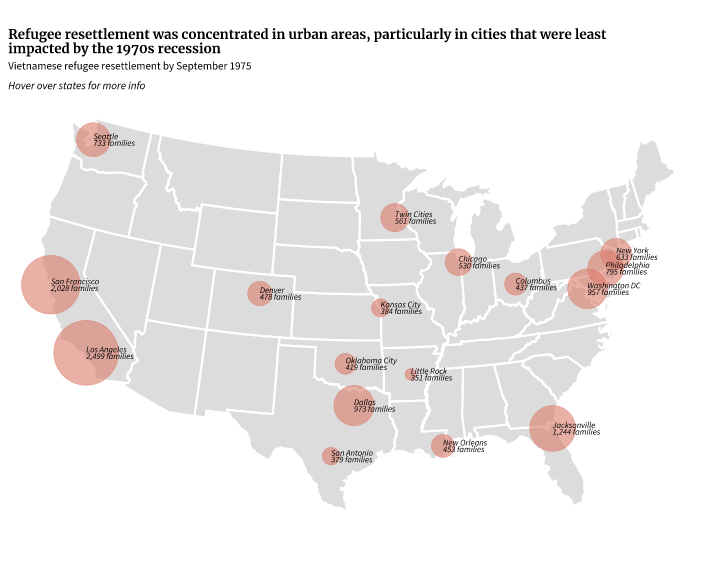 Refugee resettlement was concentrated in urban areas, particularly in cities that were least
impacted by the 1970s recession
Vietnamese refugee resettlement by September 1975
Hover over states for more info
Seattle
733 families
Twin Cities
561 families
New York
633 families
Chicago
530 families
Philadelphia
795 families
San Francisco
2,028 families
Columbus
437 families
Washington DC
957 families
Denver
478 families
Kansas City
384 families
Los Angeles
2,499 families
Oklahoma City
419 families
Little Rock
351 families
Dallas
973 families
Jacksonville
1,244 families
New Orleans
453 families
San Antonio
379 families